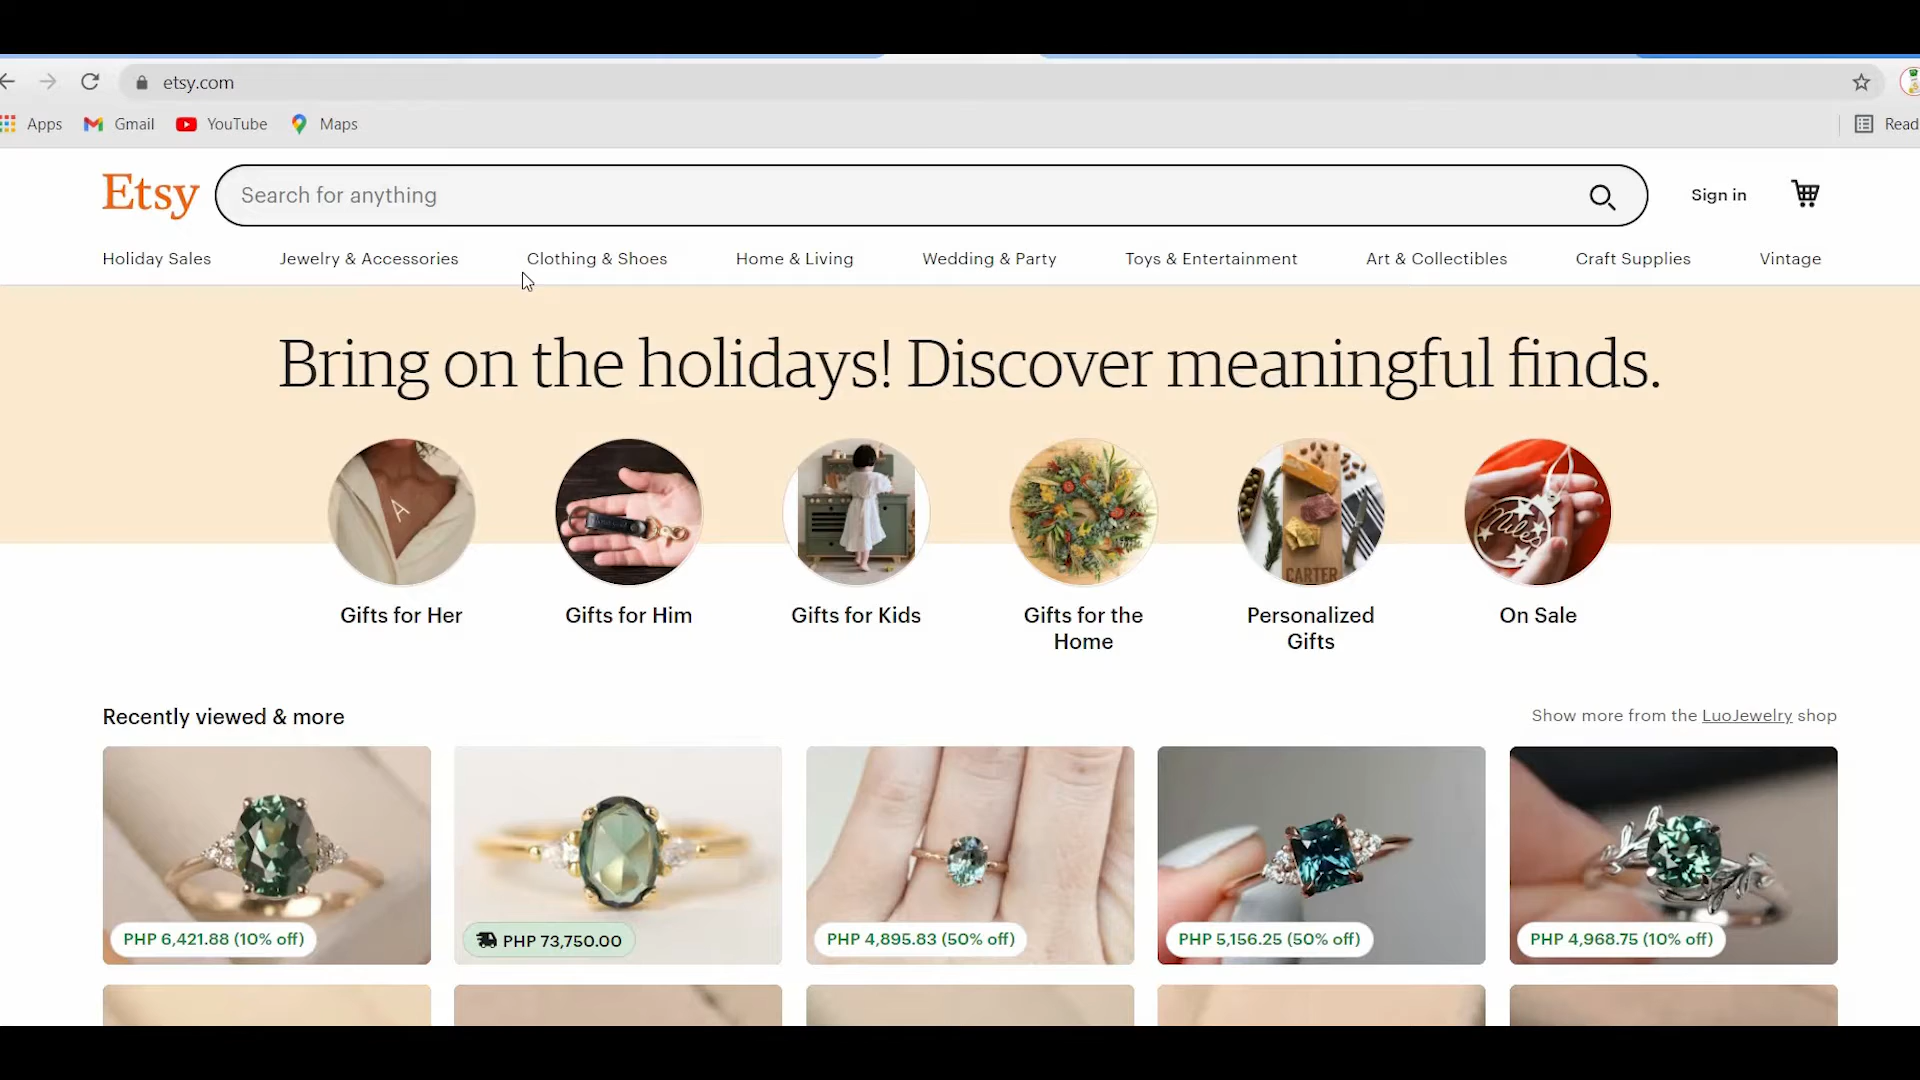 etsy.com
Apps Gmail YouTube Maps Read
Etsy Search for anything Sign in
Holiday Sales Jewelry & Accessories Clothing & Shoes Home & Living Wedding & Party Toys & Entertainment Art & Collectibles Craft Supplies Vintage
Bring on the holidays! Discover meaningful finds.
A
Miles
CARTER
Gifts for Her Gifts for Him Gifts for Kids Gifts for the Home Personalized Gifts On Sale
Recently viewed & more Show more from the LuoJewelry shop
PHP 6,421.88 (10% off) PHP 73,750.00 PHP 4,895.83 (50% off) PHP 5,156.25 (50% off) PHP 4,968.75 (10% off)